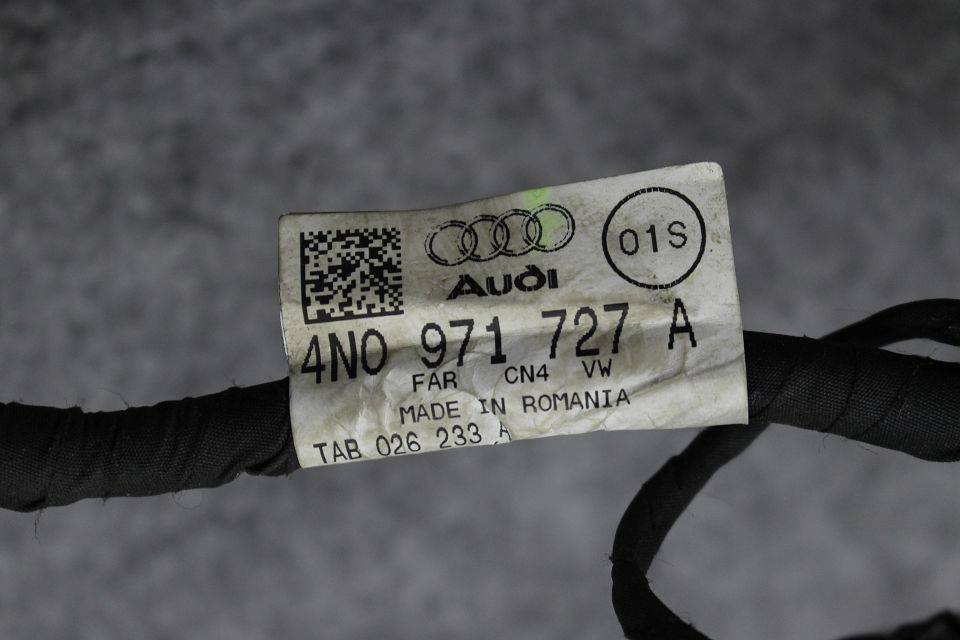 Audi
01S
4N0 971 727 A
FAR CN4 VW
MADE IN ROMANIA
TAB 026 233 A